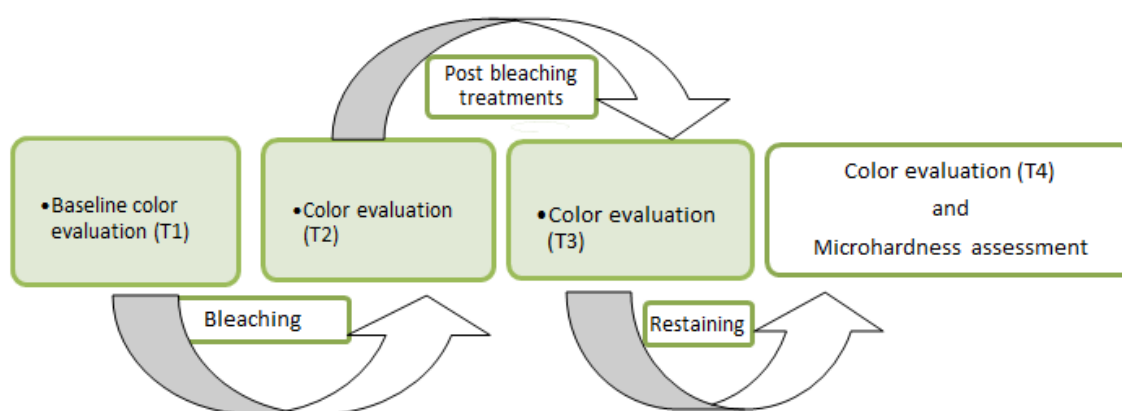 Post bleaching
treatments
•Baseline color
evaluation (T1)
•Color evaluation
(T2)
•Color evaluation
(T3)
Color evaluation (T4)
and
Microhardness assessment
Bleaching
Restaining